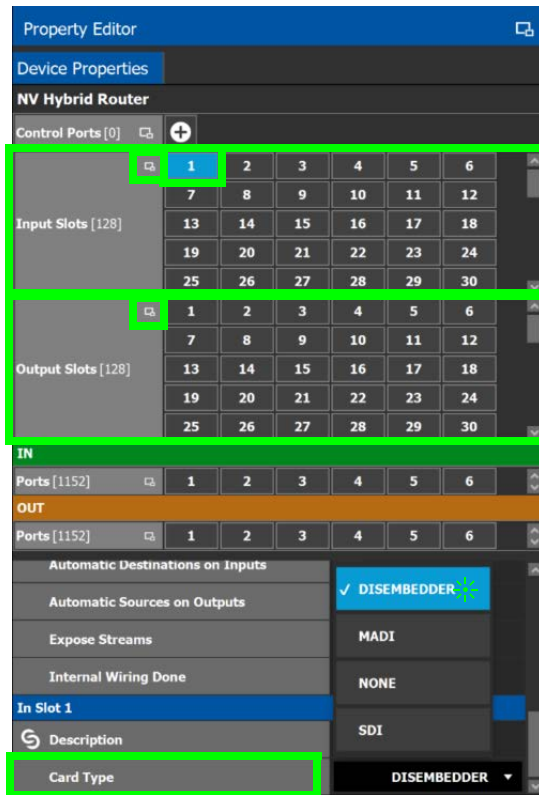 Property Editor
Device Properties
NV Hybrid Router
Control Ports [0]
1 2 3 4 5 6
7 8 9 10 11 12
Input Slots [128] 13 14 15 16 17 18
19 20 21 22 23 24
25 26 27 28 29 30
1 2 3 4 5 6
7 8 9 10 11 12
Output Slots [128] 13 14 15 16 17 18
19 20 21 22 23 24
25 26 27 28 29 30
IN
Ports [1152] 1 2 3 4 5 6
OUT
Ports [1152] 1 2 3 4 5 6
Automatic Destinations on Inputs
✓ DISEMBEDDER
Automatic Sources on Outputs
Expose Streams MADI
Internal Wiring Done NONE
In Slot 1
Description SDI
Card Type DISEMBEDDER